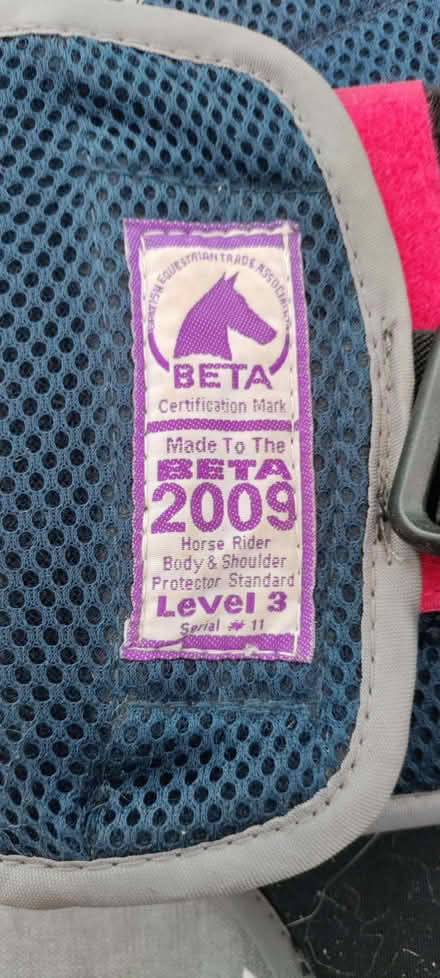 BRITISH EQUESTRIAN TRADE ASSOCIATION
BETA
Certification Mark
Made To The
BETA
2009
Horse Rider
Body & Shoulder
Protector Standard
Level 3
Serial # 11